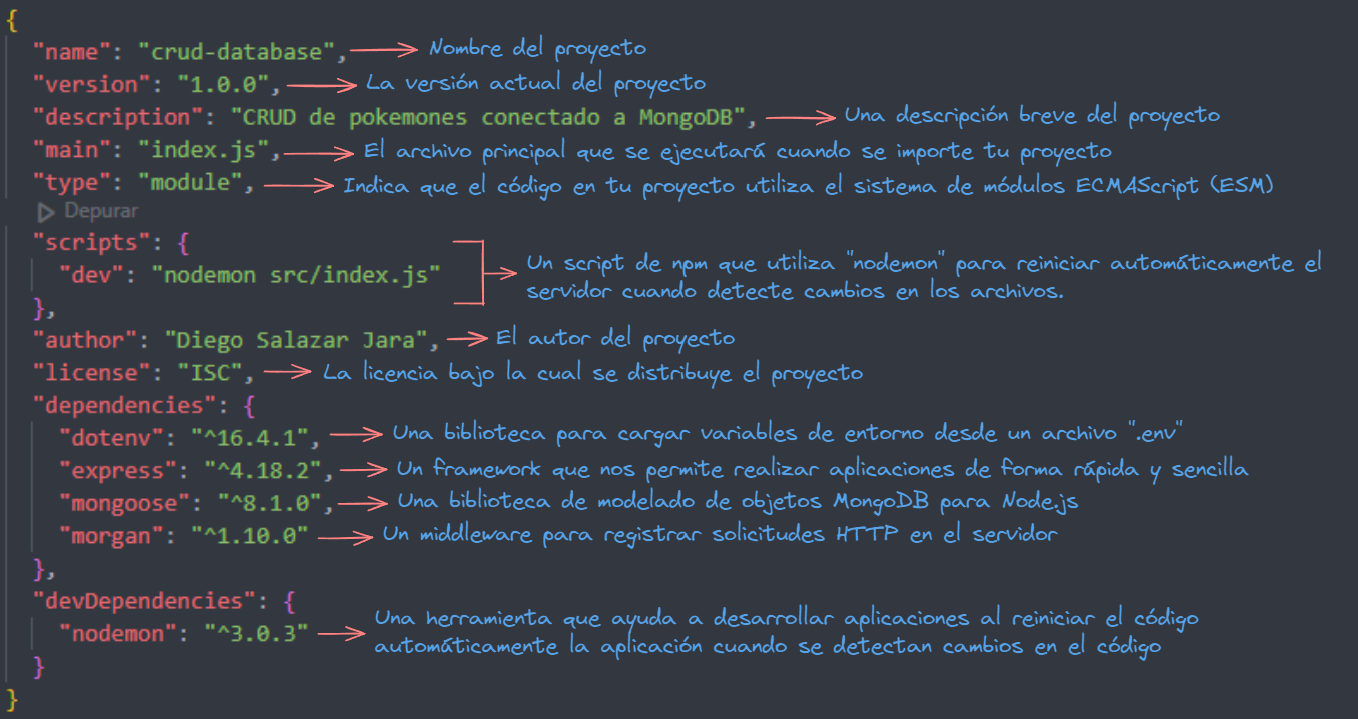 {
"name": "crud-database", Nombre del proyecto
"version": "1.0.0", La versión actual del proyecto
"description": "CRUD de pokemones conectado a MongoDB", Una descripción breve del proyecto
"main": "index.js", El archivo principal que se ejecutará cuando se importe tu proyecto
"type": "module", Indica que el código en tu proyecto utiliza el sistema de módulos ECMAScript (ESM)
Depurar
"scripts": {
"dev": "nodemon src/index.js"
},
Un script de npm que utiliza "nodemon" para reiniciar automáticamente el
servidor cuando detecte cambios en los archivos.
"author": "Diego Salazar Jara", El autor del proyecto
"license": "ISC", La licencia bajo la cual se distribuye el proyecto
"dependencies": {
"dotenv": "^16.4.1", Una biblioteca para cargar variables de entorno desde un archivo ".env"
"express": "^4.18.2", Un framework que nos permite realizar aplicaciones de forma rápida y sencilla
"mongoose": "^8.1.0", Una biblioteca de modelado de objetos MongoDB para Node.js
"morgan": "^1.10.0" Un middleware para registrar solicitudes HTTP en el servidor
},
"devDependencies": {
"nodemon": "^3.0.3"
Una herramienta que ayuda a desarrollar aplicaciones al reiniciar el código
automáticamente la aplicación cuando se detectan cambios en el código
}
}